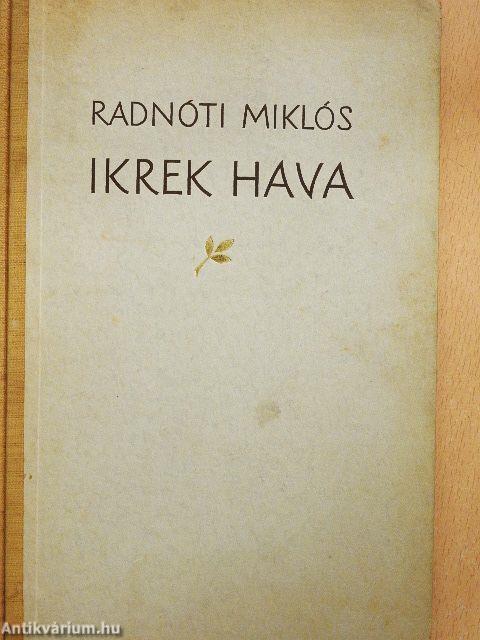 RADNÓTI MIKLÓS
IKREK HAVA
Antikvárium.hu